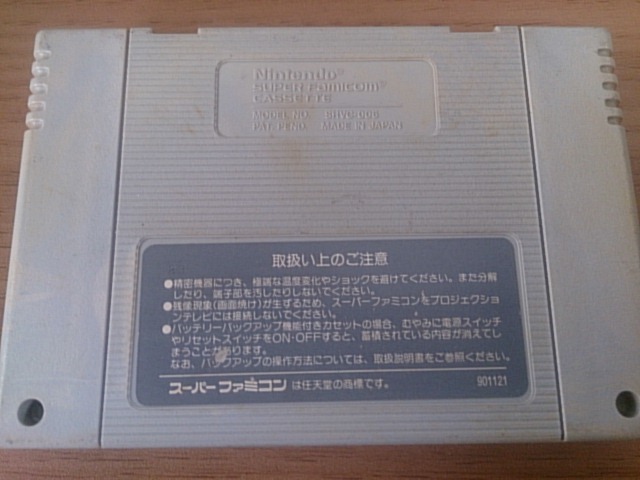 Nintendo
SUPER FAMICOM
CASSETTE
MODEL NO. SHVC-006
PAT. PEND. MADE IN JAPAN
取扱い上のご注意
●精密機器につき、極端な温度変化やショックを避けてください。また分解
したり、端子部を汚したりしないでください。
●残像現象(画面焼け)が生ずるため、スーパーファミコンをプロジェクショ
ンテレビには接続しないでください。
●バッテリーバックアップ機能付きカセットの場合、むやみに電源スイッチ
やリセットスイッチをON・OFFすると、蓄積されている内容が消えてし
まうことがあります。
なお、バックアップの操作方法については、取扱説明書をご参照ください。
スーパーファミコンは任天堂の商標です。 901121